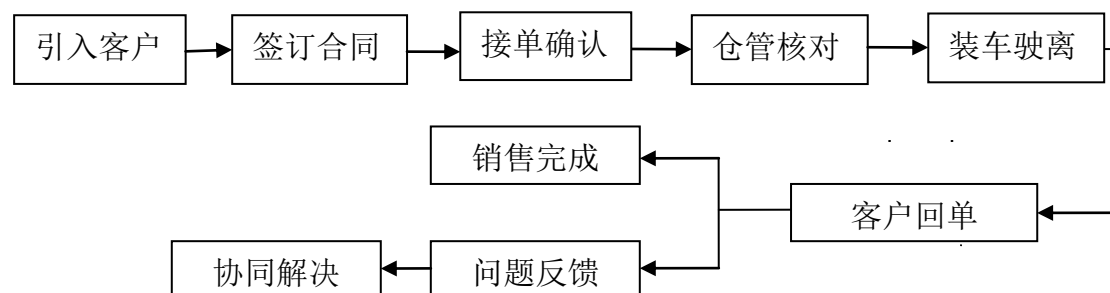 引入客户
签订合同
接单确认
仓管核对
装车驶离
销售完成
客户回单
协同解决
问题反馈